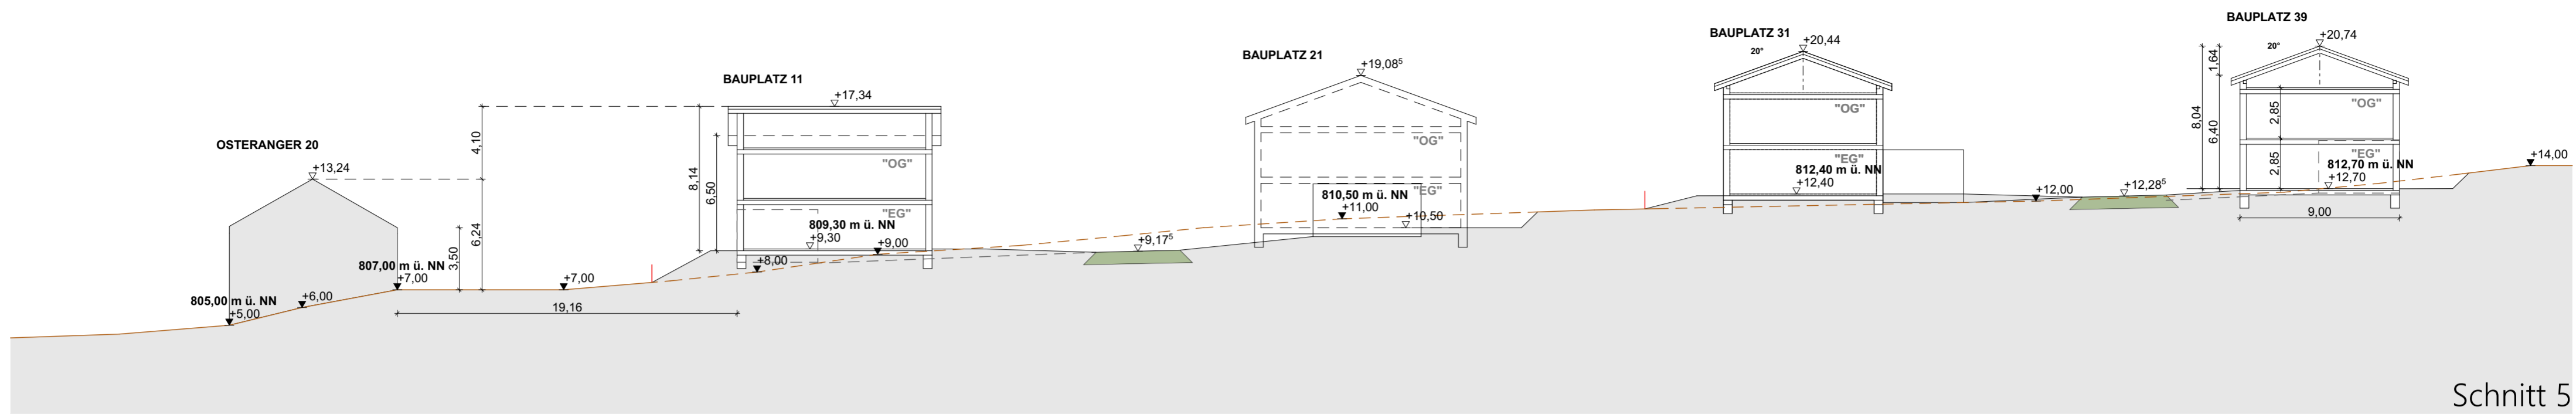 OSTERANGER 20
+13,24
805,00 m ü. NN
+5,00
+6,00
807,00 m ü. NN
+7,00
3,50
6,24
4,10
+7,00
19,16
BAUPLATZ 11
+17,34
8,14
6,50
"OG"
"EG"
809,30 m ü. NN
+9,30
+9,00
+8,00
+9,17⁵
BAUPLATZ 21
+19,08⁵
"OG"
"EG"
810,50 m ü. NN
+11,00
+10,50
BAUPLATZ 31
20°
+20,44
"OG"
"EG"
812,40 m ü. NN
+12,40
+12,00
+12,28⁵
BAUPLATZ 39
20°
+20,74
1,64
8,04
6,40
2,85
2,85
"OG"
"EG"
812,70 m ü. NN
+12,70
9,00
+14,00
Schnitt 5